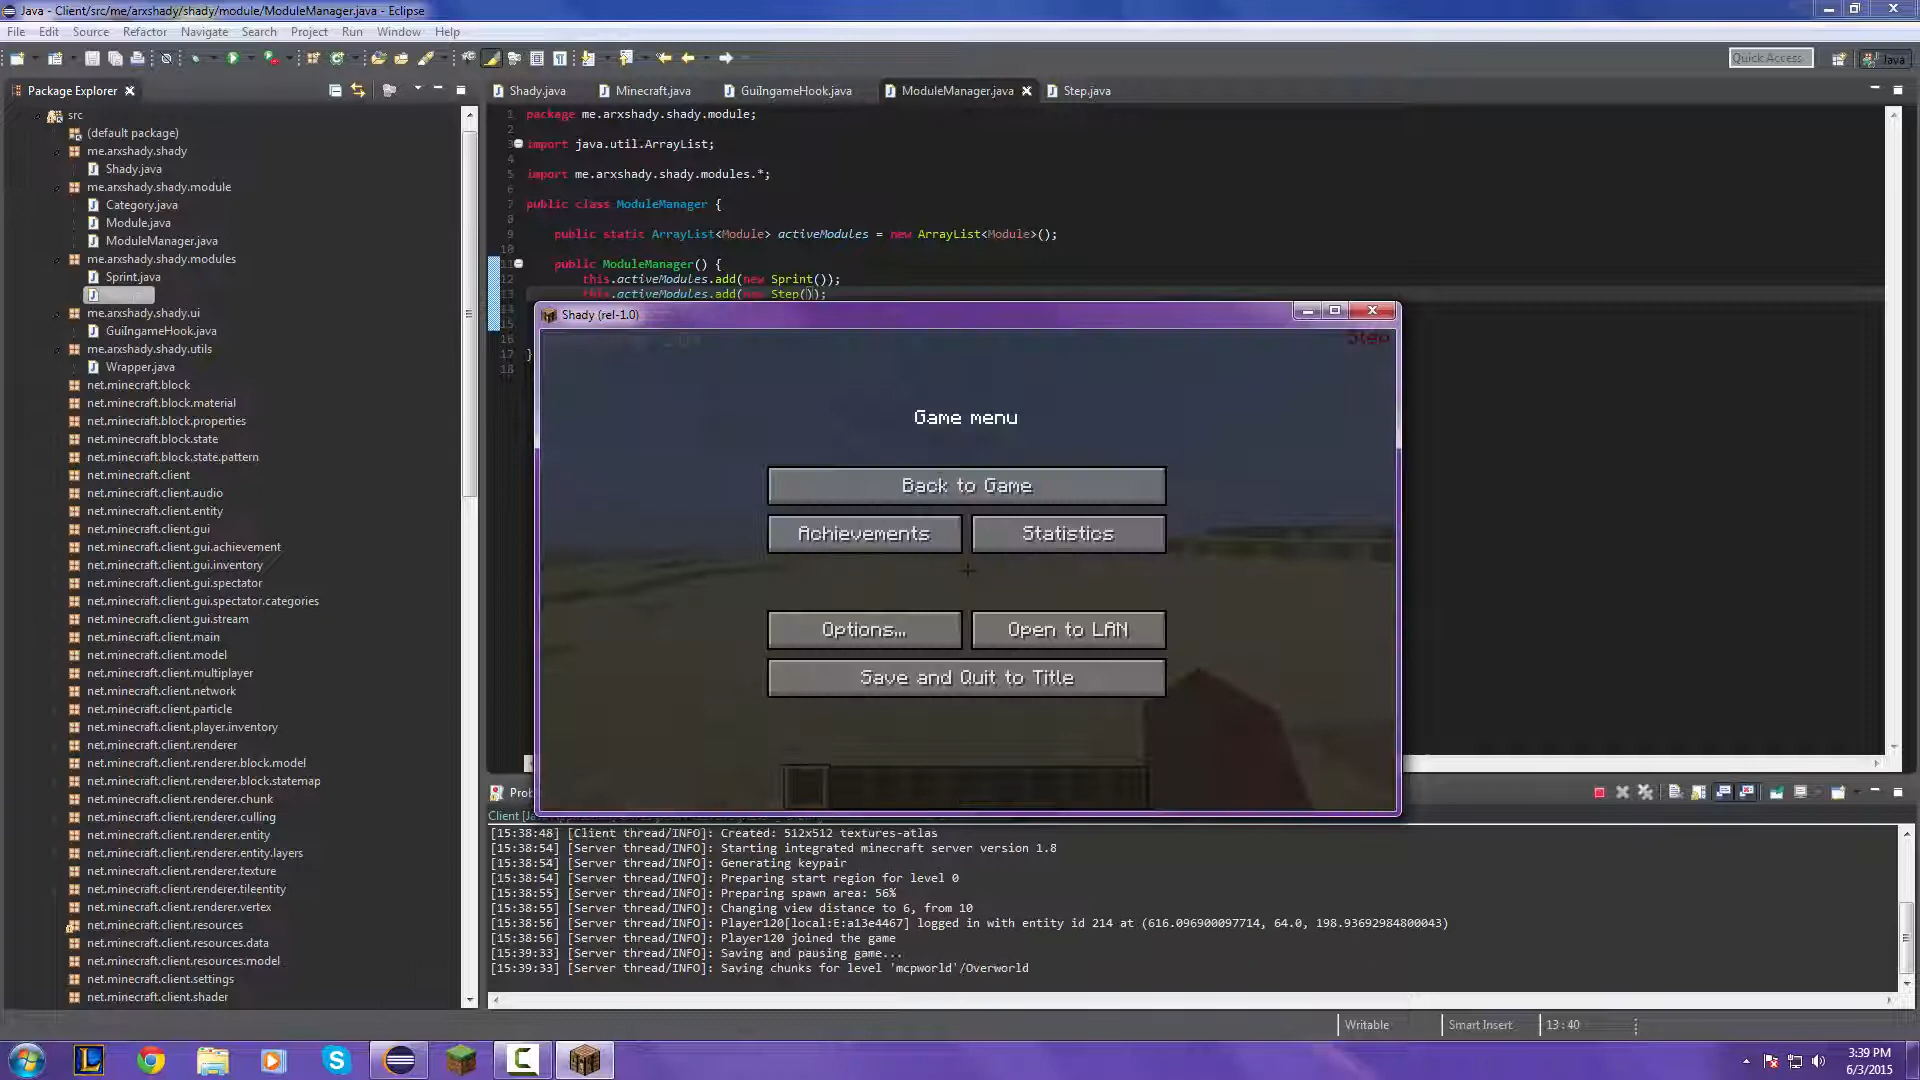 Java - Client/src/me/arxshady/shady/module/ModuleManager.java - Eclipse
File Edit Source Refactor Navigate Search Project Run Window Help
Quick Access
Java
Package Explorer
Shady.java
Minecraft.java
GuiIngameHook.java
ModuleManager.java
Step.java
src
(default package)
me.arxshady.shady
Shady.java
me.arxshady.shady.module
Category.java
Module.java
ModuleManager.java
me.arxshady.shady.modules
Sprint.java
me.arxshady.shady.ui
GuiIngameHook.java
me.arxshady.shady.utils
Wrapper.java
net.minecraft.block
net.minecraft.block.material
net.minecraft.block.properties
net.minecraft.block.state
net.minecraft.block.state.pattern
net.minecraft.client
net.minecraft.client.audio
net.minecraft.client.entity
net.minecraft.client.gui
net.minecraft.client.gui.achievement
net.minecraft.client.gui.inventory
net.minecraft.client.gui.spectator
net.minecraft.client.gui.spectator.categories
net.minecraft.client.gui.stream
net.minecraft.client.main
net.minecraft.client.model
net.minecraft.client.multiplayer
net.minecraft.client.network
net.minecraft.client.particle
net.minecraft.client.player.inventory
net.minecraft.client.renderer
net.minecraft.client.renderer.block.model
net.minecraft.client.renderer.block.statemap
net.minecraft.client.renderer.chunk
net.minecraft.client.renderer.culling
net.minecraft.client.renderer.entity
net.minecraft.client.renderer.entity.layers
net.minecraft.client.renderer.texture
net.minecraft.client.renderer.tileentity
net.minecraft.client.renderer.vertex
net.minecraft.client.resources
net.minecraft.client.resources.data
net.minecraft.client.resources.model
net.minecraft.client.settings
net.minecraft.client.shader
1 package me.arxshady.shady.module;
2
3 import java.util.ArrayList;
4
5 import me.arxshady.shady.modules.*;
6
7 public class ModuleManager {
8
9 public static ArrayList<Module> activeModules = new ArrayList<Module>();
10
11 public ModuleManager() {
12 this.activeModules.add(new Sprint());
13 this.activeModules.add(new Step());
16
17 }
18
Shady (rel-1.0)
Step
Game menu
Back to Game
Achievements
Statistics
Options...
Open to LAN
Save and Quit to Title
Prob
Client [Ja
[15:38:48] [Client thread/INFO]: Created: 512x512 textures-atlas
[15:38:54] [Server thread/INFO]: Starting integrated minecraft server version 1.8
[15:38:54] [Server thread/INFO]: Generating keypair
[15:38:54] [Server thread/INFO]: Preparing start region for level 0
[15:38:55] [Server thread/INFO]: Preparing spawn area: 56%
[15:38:55] [Server thread/INFO]: Changing view distance to 6, from 10
[15:38:56] [Server thread/INFO]: Player120[local:E:a13e4467] logged in with entity id 214 at (616.096900097714, 64.0, 198.93692984800043)
[15:38:56] [Server thread/INFO]: Player120 joined the game
[15:39:33] [Server thread/INFO]: Saving and pausing game...
[15:39:33] [Server thread/INFO]: Saving chunks for level 'mcpworld'/Overworld
Writable
Smart Insert
13 : 40
3:39 PM
6/3/2015